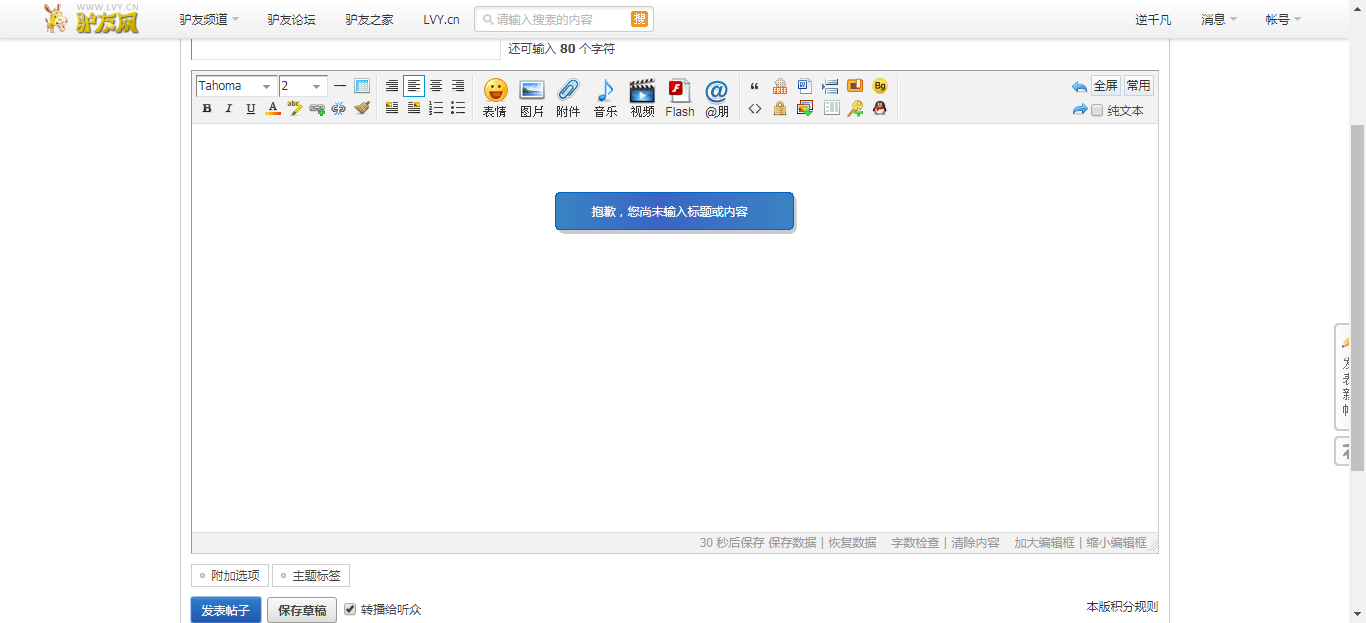 WWW.LVY.CN
驴友网
驴友频道 驴友论坛 驴友之家 LVY.cn 请输入搜索的内容 搜 逆千凡 消息 帐号
还可输入 80 个字符
Tahoma 2 全屏 常用
B I U A abc 表情 图片 附件 音乐 视频 Flash @朋 Bg 纯文本
抱歉，您尚未输入标题或内容
发表新帖
30 秒后保存 保存数据 | 恢复数据 字数检查 | 清除内容 加大编辑框 | 缩小编辑框
附加选项 主题标签
发表帖子 保存草稿 转播给听众 本版积分规则